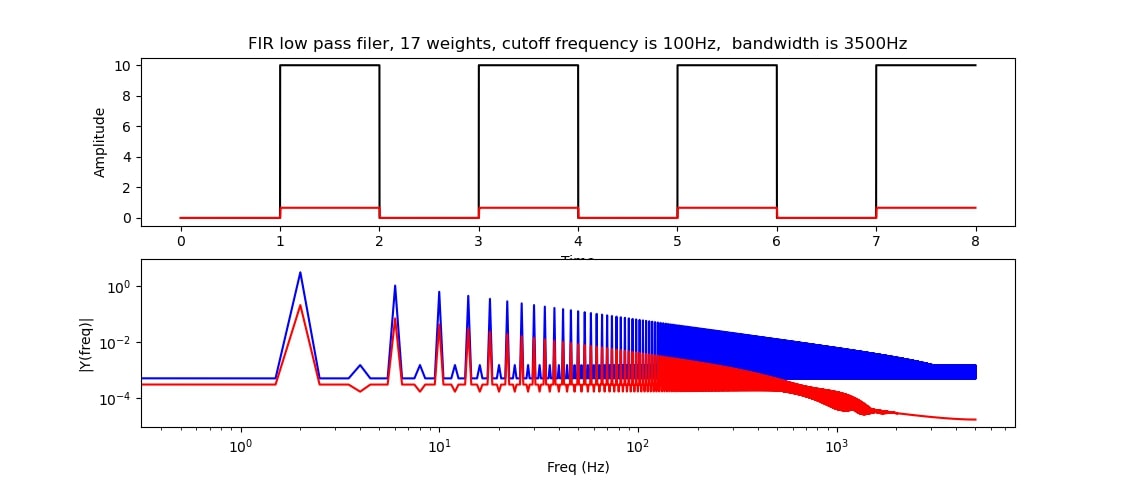 FIR low pass filer, 17 weights, cutoff frequency is 100Hz,  bandwidth is 3500Hz
10
8
6
4
2
0
Amplitude
0 1 2 3 4 5 6 7 8
10⁰
10⁻²
10⁻⁴
|Y(freq)|
10⁰ 10¹ 10² 10³
Freq (Hz)